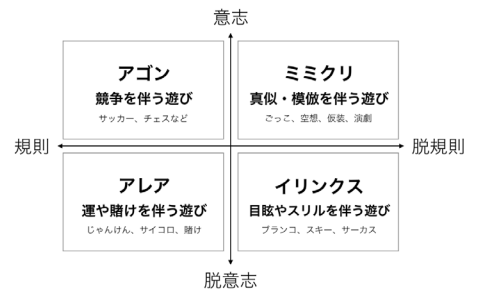 意志
アゴン
競争を伴う遊び
サッカー、チェスなど
ミミクリ
真似・模倣を伴う遊び
ごっこ、空想、仮装、演劇
規則
脱規則
アレア
運や賭けを伴う遊び
じゃんけん、サイコロ、賭け
イリンクス
目眩やスリルを伴う遊び
ブランコ、スキー、サーカス
脱意志